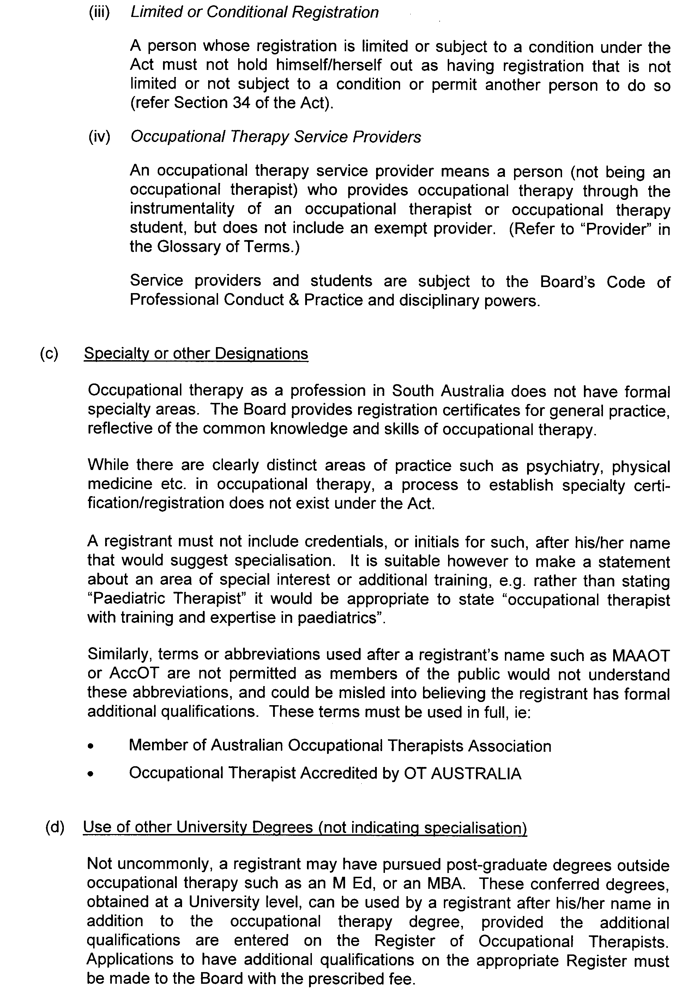 (iii) Limited or Conditional Registration
A person whose registration is limited or subject to a condition under the
Act must not hold himself/herself out as having registration that is not
limited or not subject to a condition or permit another person to do so
(refer Section 34 of the Act).
(iv) Occupational Therapy Service Providers
An occupational therapy service provider means a person (not being an
occupational therapist) who provides occupational therapy through the
instrumentality of an occupational therapist or occupational therapy
student, but does not include an exempt provider. (Refer to “Provider” in
the Glossary of Terms.)
Service providers and students are subject to the Board’s Code of
Professional Conduct & Practice and disciplinary powers.
(c) Specialty or other Designations
Occupational therapy as a profession in South Australia does not have formal
specialty areas. The Board provides registration certificates for general practice,
reflective of the common knowledge and skills of occupational therapy.
While there are clearly distinct areas of practice such as psychiatry, physical
medicine etc. in occupational therapy, a process to establish specialty certi-
fication/registration does not exist under the Act.
A registrant must not include credentials, or initials for such, after his/her name
that would suggest specialisation. It is suitable however to make a statement
about an area of special interest or additional training, e.g. rather than stating
“Paediatric Therapist” it would be appropriate to state “occupational therapist
with training and expertise in paediatrics”.
Similarly, terms or abbreviations used after a registrant’s name such as MAAOT
or AccOT are not permitted as members of the public would not understand
these abbreviations, and could be misled into believing the registrant has formal
additional qualifications. These terms must be used in full, ie:
• Member of Australian Occupational Therapists Association
• Occupational Therapist Accredited by OT AUSTRALIA
(d) Use of other University Degrees (not indicating specialisation)
Not uncommonly, a registrant may have pursued post-graduate degrees outside
occupational therapy such as an M Ed, or an MBA. These conferred degrees,
obtained at a University level, can be used by a registrant after his/her name in
addition to the occupational therapy degree, provided the additional
qualifications are entered on the Register of Occupational Therapists.
Applications to have additional qualifications on the appropriate Register must
be made to the Board with the prescribed fee.